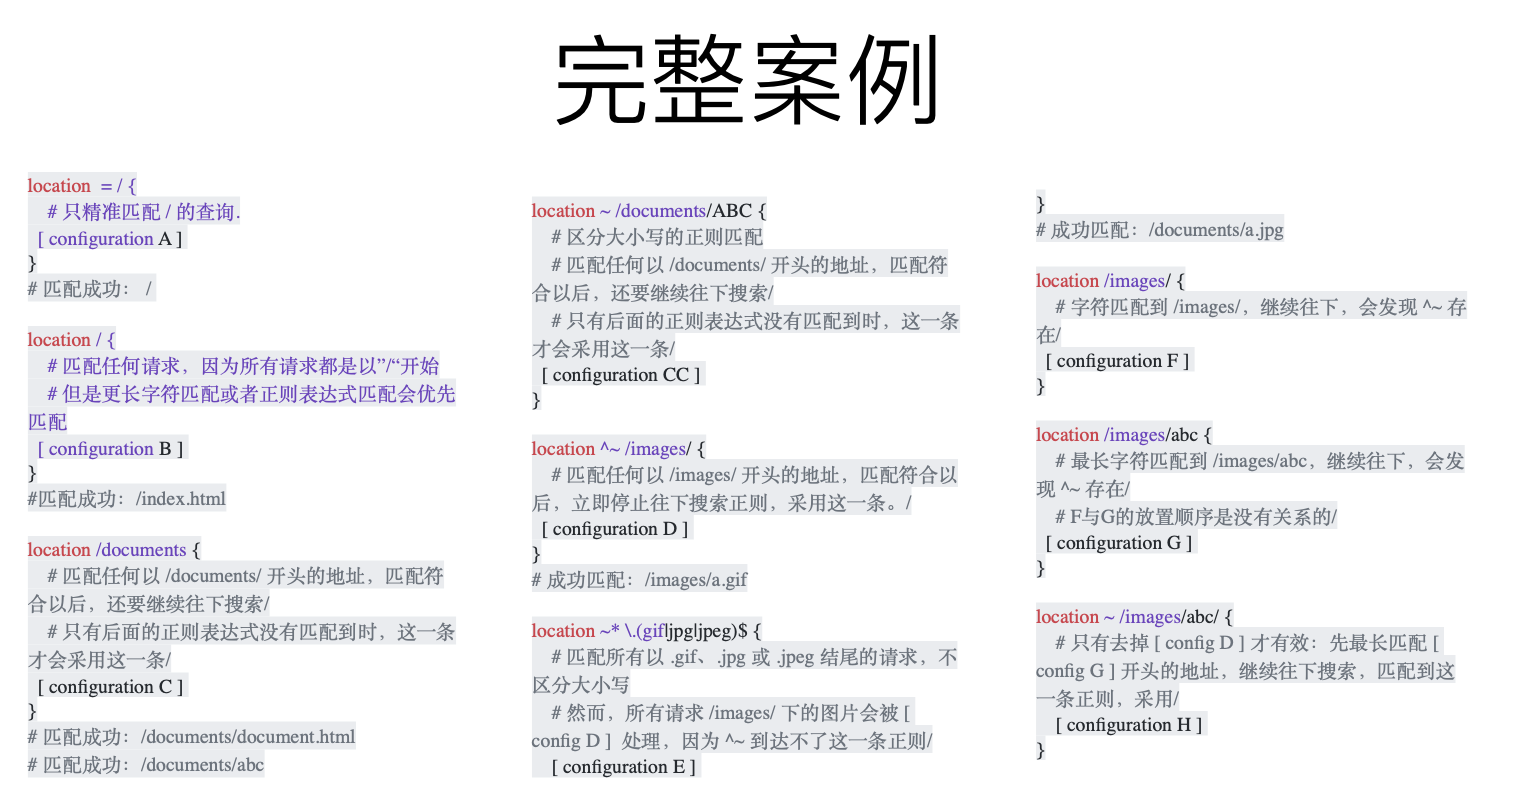 完整案例
location  = / {
# 只精准匹配 / 的查询.
[ configuration A ]
}
# 匹配成功： /
location / {
# 匹配任何请求，因为所有请求都是以”/“开始
# 但是更长字符匹配或者正则表达式匹配会优先
匹配
[ configuration B ]
}
#匹配成功：/index.html
location /documents {
# 匹配任何以 /documents/ 开头的地址，匹配符
合以后，还要继续往下搜索/
# 只有后面的正则表达式没有匹配到时，这一条
才会采用这一条/
[ configuration C ]
}
# 匹配成功：/documents/document.html
# 匹配成功：/documents/abc
location ~ /documents/ABC {
# 区分大小写的正则匹配
# 匹配任何以 /documents/ 开头的地址，匹配符
合以后，还要继续往下搜索/
# 只有后面的正则表达式没有匹配到时，这一条
才会采用这一条/
[ configuration CC ]
}
location ^~ /images/ {
# 匹配任何以 /images/ 开头的地址，匹配符合以
后，立即停止往下搜索正则，采用这一条。/
[ configuration D ]
}
# 成功匹配：/images/a.gif
location ~* \.(gif|jpg|jpeg)$ {
# 匹配所有以 .gif、.jpg 或 .jpeg 结尾的请求，不
区分大小写
# 然而，所有请求 /images/ 下的图片会被 [
config D ]  处理，因为 ^~ 到达不了这一条正则/
[ configuration E ]
}
# 成功匹配：/documents/a.jpg
location /images/ {
# 字符匹配到 /images/，继续往下，会发现 ^~ 存
在/
[ configuration F ]
}
location /images/abc {
# 最长字符匹配到 /images/abc，继续往下，会发
现 ^~ 存在/
# F与G的放置顺序是没有关系的/
[ configuration G ]
}
location ~ /images/abc/ {
# 只有去掉 [ config D ] 才有效：先最长匹配 [
config G ] 开头的地址，继续往下搜索，匹配到这
一条正则，采用/
[ configuration H ]
}